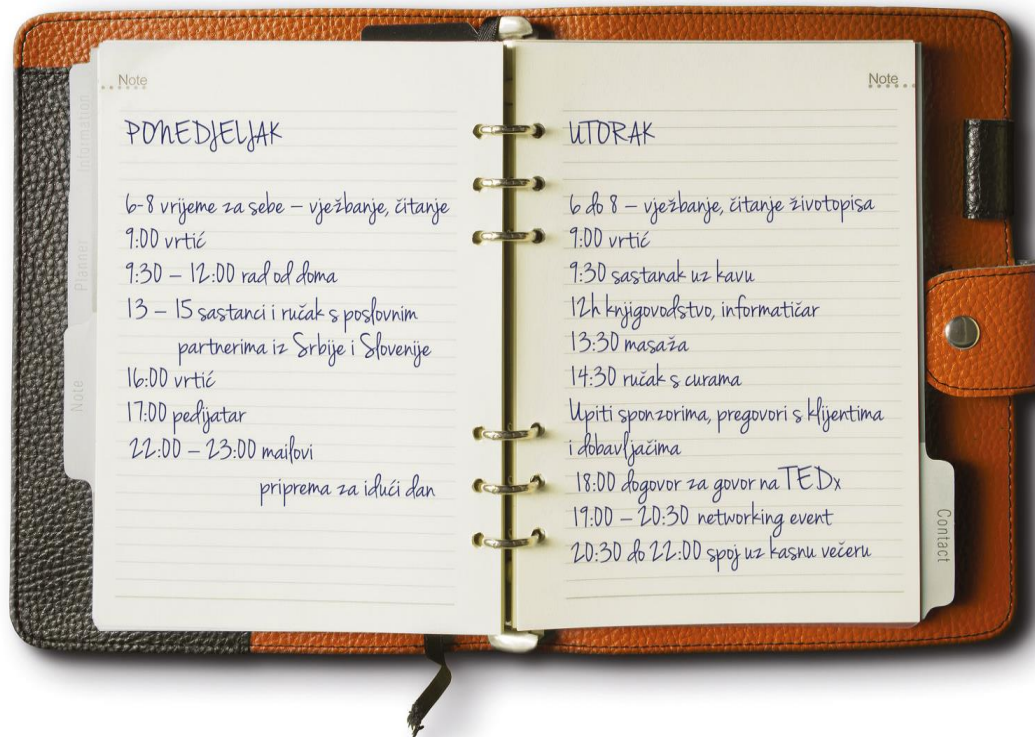 Note
PONEDJELJAK
6-8 vrijeme za sebe – vježbanje, čitanje
9:00 vrtić
9:30 – 12:00 rad od doma
13 – 15 sastanci i ručak s poslovnim
partnerima iz Srbije i Slovenije
16:00 vrtić
17:00 pedijatar
22:00 – 23:00 mailovi
priprema za idući dan
Information
Planner
Note
Note
UTORAK
6 do 8 – vježbanje, čitanje životopisa
9:00 vrtić
9:30 sastanak uz kavu
12h knjigovodstvo, informatičar
13:30 masaža
14:30 ručak s curama
Upiti sponzorima, pregovori s klijentima
i dobavljačima
18:00 dogovor za govor na TEDx
19:00 – 20:30 networking event
20:30 do 22:00 spoj uz kasnu večeru
Contact